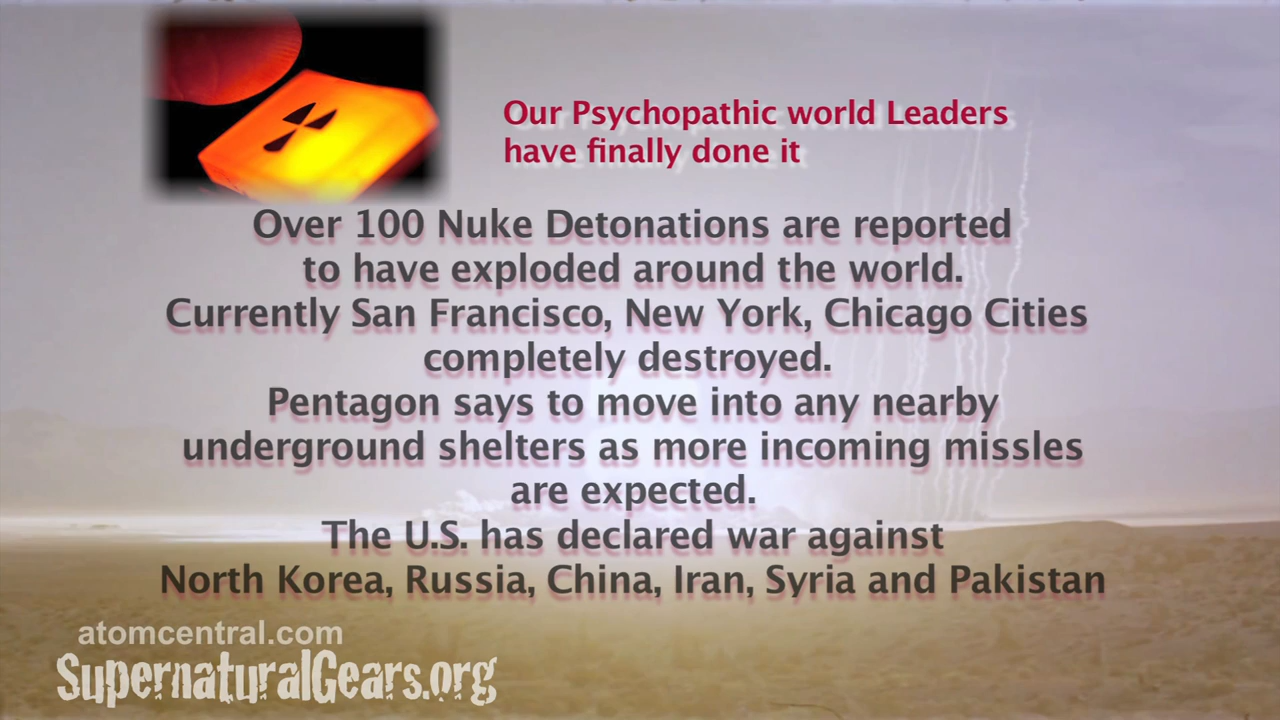 Our Psychopathic world Leaders
have finally done it
Over 100 Nuke Detonations are reported
to have exploded around the world.
Currently San Francisco, New York, Chicago Cities
completely destroyed.
Pentagon says to move into any nearby
underground shelters as more incoming missles
are expected.
The U.S. has declared war against
North Korea, Russia, China, Iran, Syria and Pakistan
atomcentral.com
SupernaturalGears.org